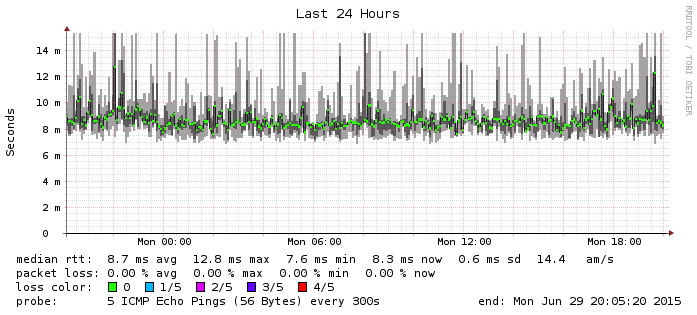 Last 24 Hours
RRDTOOL / TOBI OETIKER
Seconds
14 m
12 m
10 m
8 m
6 m
4 m
2 m
0
Mon 00:00 Mon 06:00 Mon 12:00 Mon 18:00
median rtt: 8.7 ms avg 12.8 ms max 7.6 ms min 8.3 ms now 0.6 ms sd 14.4 am/s
packet loss: 0.00 % avg 0.00 % max 0.00 % min 0.00 % now
loss color: 0 1/5 2/5 3/5 4/5
probe: 5 ICMP Echo Pings (56 Bytes) every 300s end: Mon Jun 29 20:05:20 2015